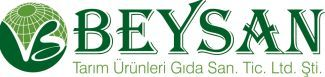 BEYSAN
Tarım Ürünleri Gıda San. Tic. Ltd. Şti.